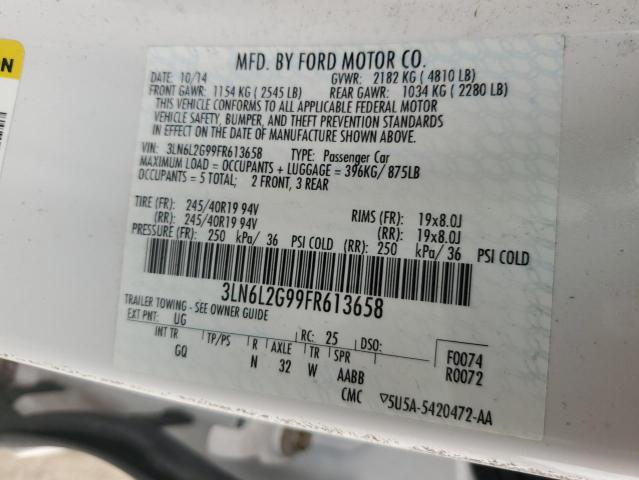 ON
MFD. BY FORD MOTOR CO.
DATE: 10/14 GVWR: 2182 KG ( 4810 LB)
FRONT GAWR: 1154 KG ( 2545 LB) REAR GAWR: 1034 KG ( 2280 LB)
THIS VEHICLE CONFORMS TO ALL APPLICABLE FEDERAL MOTOR
VEHICLE SAFETY, BUMPER, AND THEFT PREVENTION STANDARDS
IN EFFECT ON THE DATE OF MANUFACTURE SHOWN ABOVE.
VIN: 3LN6L2G99FR613658 TYPE: Passenger Car
MAXIMUM LOAD = OCCUPANTS + LUGGAGE = 396KG/ 875LB
OCCUPANTS = 5 TOTAL; 2 FRONT, 3 REAR
TIRE (FR): 245/40R19 94V RIMS (FR): 19x8.0J
(RR): 245/40R19 94V (RR): 19x8.0J
PRESSURE (FR): 250 kPa/ 36 PSI COLD (RR): 250 kPa/ 36 PSI COLD
3LN6L2G99FR613658
TRAILER TOWING - SEE OWNER GUIDE
EXT PNT: UG RC: 25 DSO: F0074
INT TR TP/PS R AXLE TR SPR R0072
GQ N 32 W AABB
CMC ▽5U5A-5420472-AA